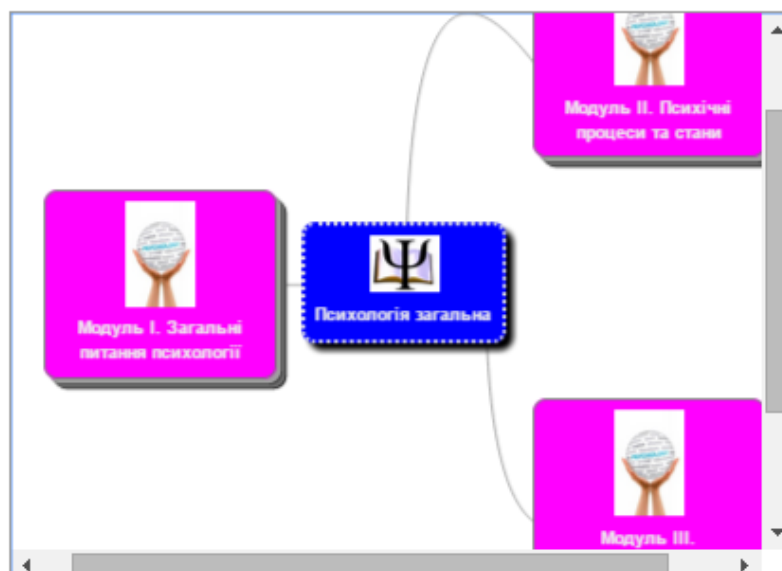 Модуль II. Психічні
процеси та стани
Модуль I. Загальні
питання психології
Психологія загальна
Модуль III.